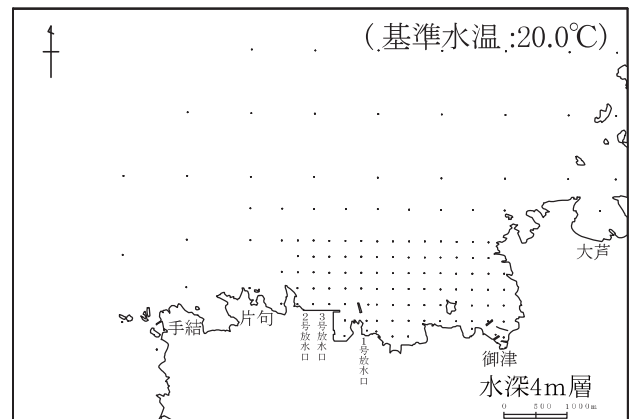 （基準水温:20.0℃）
大芦
手結
片句
2号放水口
3号放水口
1号放水口
御津
水深4m層
0 500 1000m